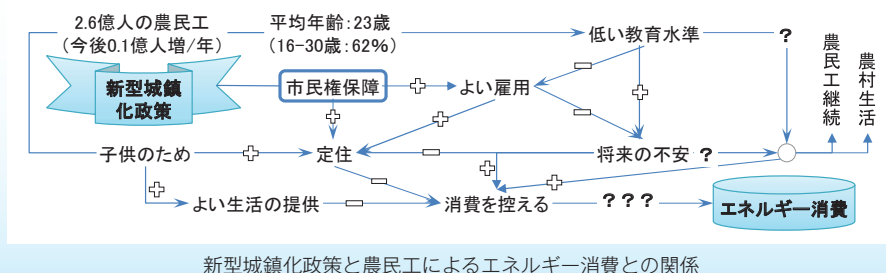 2.6億人の農民工
（今後0.1億人増/年）
平均年齢：23歳
（16-30歳：62%）
低い教育水準
?
農民工継続
農村生活
新型城鎮
化政策
市民権保障
よい雇用
子供のため
定住
将来の不安 ?
よい生活の提供
消費を控える
???
エネルギー消費
新型城鎮化政策と農民工によるエネルギー消費との関係